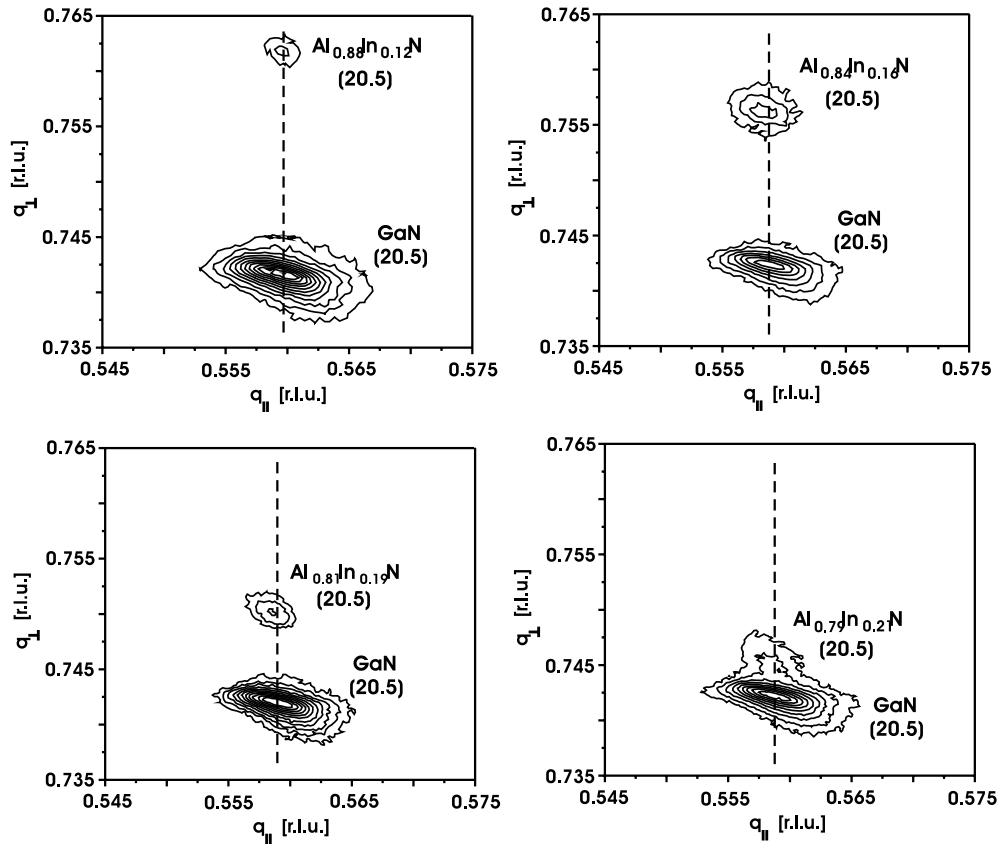 0.765
0.755
0.745
0.735
q⊥ [r.l.u.]
Al0.88In0.12N
(20.5)
GaN
(20.5)
0.545
0.555
0.565
0.575
q|| [r.l.u.]
0.765
0.755
0.745
0.735
q⊥ [r.l.u.]
Al0.84In0.16N
(20.5)
GaN
(20.5)
0.545
0.555
0.565
0.575
q|| [r.l.u.]
0.765
0.755
0.745
0.735
q⊥ [r.l.u.]
Al0.81In0.19N
(20.5)
GaN
(20.5)
0.545
0.555
0.565
0.575
q|| [r.l.u.]
0.765
0.755
0.745
0.735
q⊥ [r.l.u.]
Al0.79In0.21N
(20.5)
GaN
(20.5)
0.545
0.555
0.565
0.575
q|| [r.l.u.]